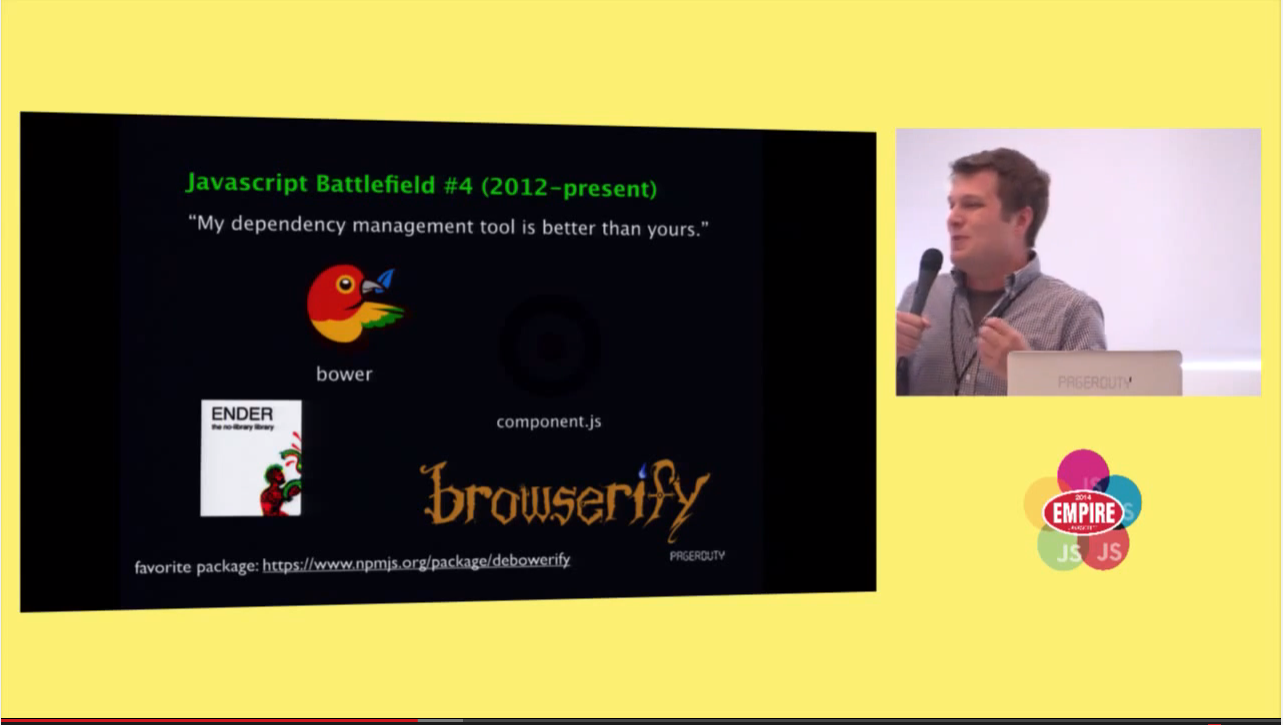 Javascript Battlefield #4 (2012-present)
“My dependency management tool is better than yours.”
bower
component.js
ENDER
the no-library library
browserify
PAGERDUTY
favorite package: https://www.npmjs.org/package/debowerify
PAGERDUTY
JS
2014
EMPIRE
JS
JS